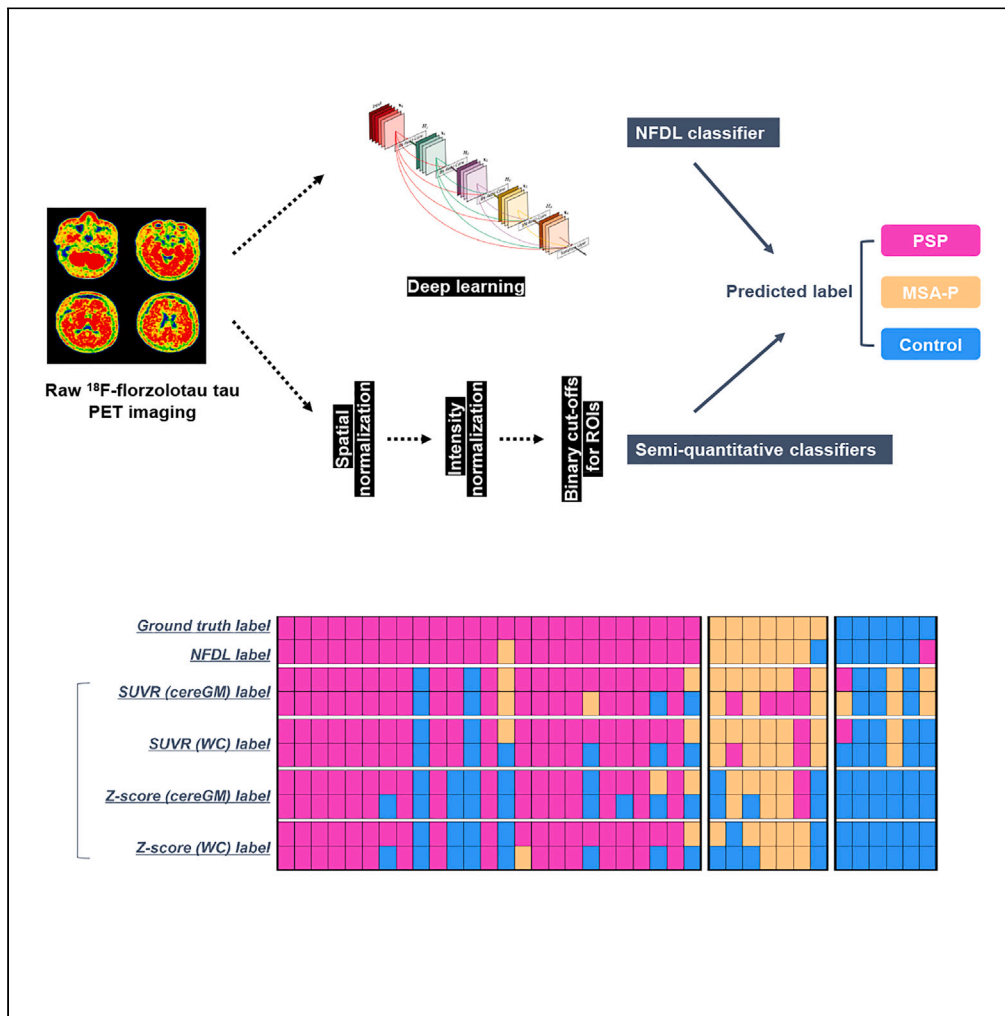 NFDL classifier
Deep learning
Raw ¹⁸F-florzolotau tau
PET imaging
Predicted label
PSP
MSA-P
Control
Spatial
normalization
Intensity
normalization
Binary cut-offs
for ROIs
Semi-quantitative classifiers
Ground truth label
NFDL label
SUVR (cereGM) label
SUVR (WC) label
Z-score (cereGM) label
Z-score (WC) label